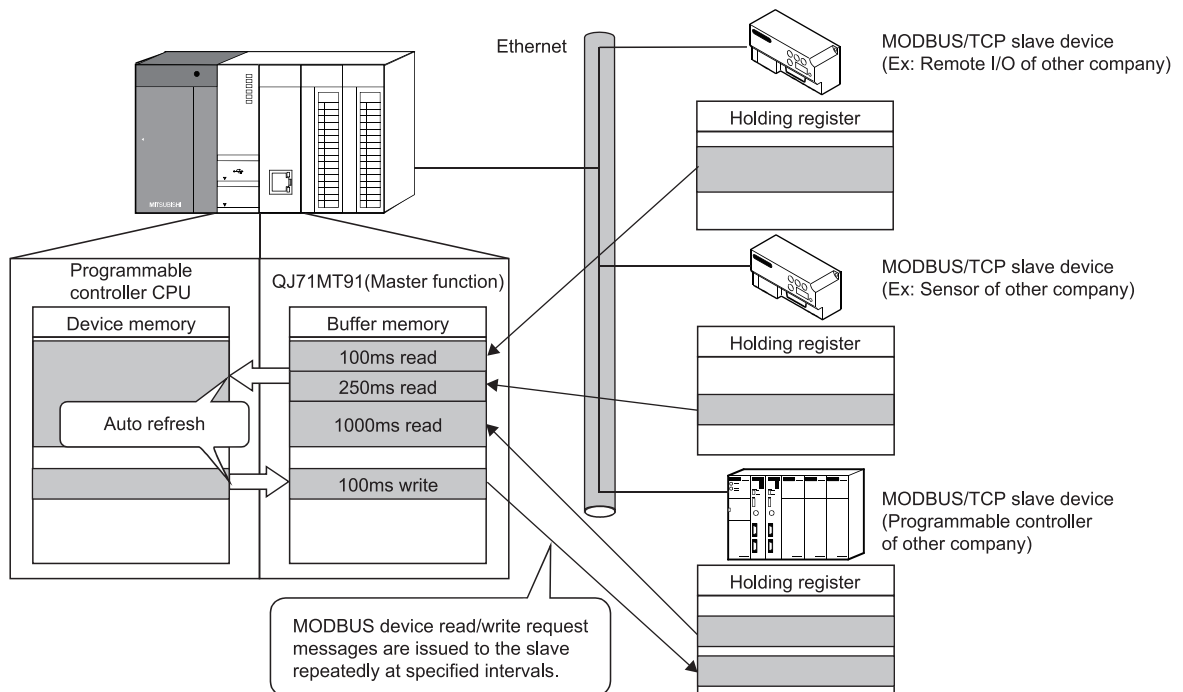 Ethernet
MODBUS/TCP slave device
(Ex: Remote I/O of other company)
Holding register
MITSUBISHI
MODBUS/TCP slave device
(Ex: Sensor of other company)
Holding register
Programmable
controller CPU
QJ71MT91(Master function)
Device memory
Buffer memory
100ms read
250ms read
1000ms read
Auto refresh
100ms write
MODBUS/TCP slave device
(Programmable controller
of other company)
Holding register
MODBUS device read/write request
messages are issued to the slave
repeatedly at specified intervals.